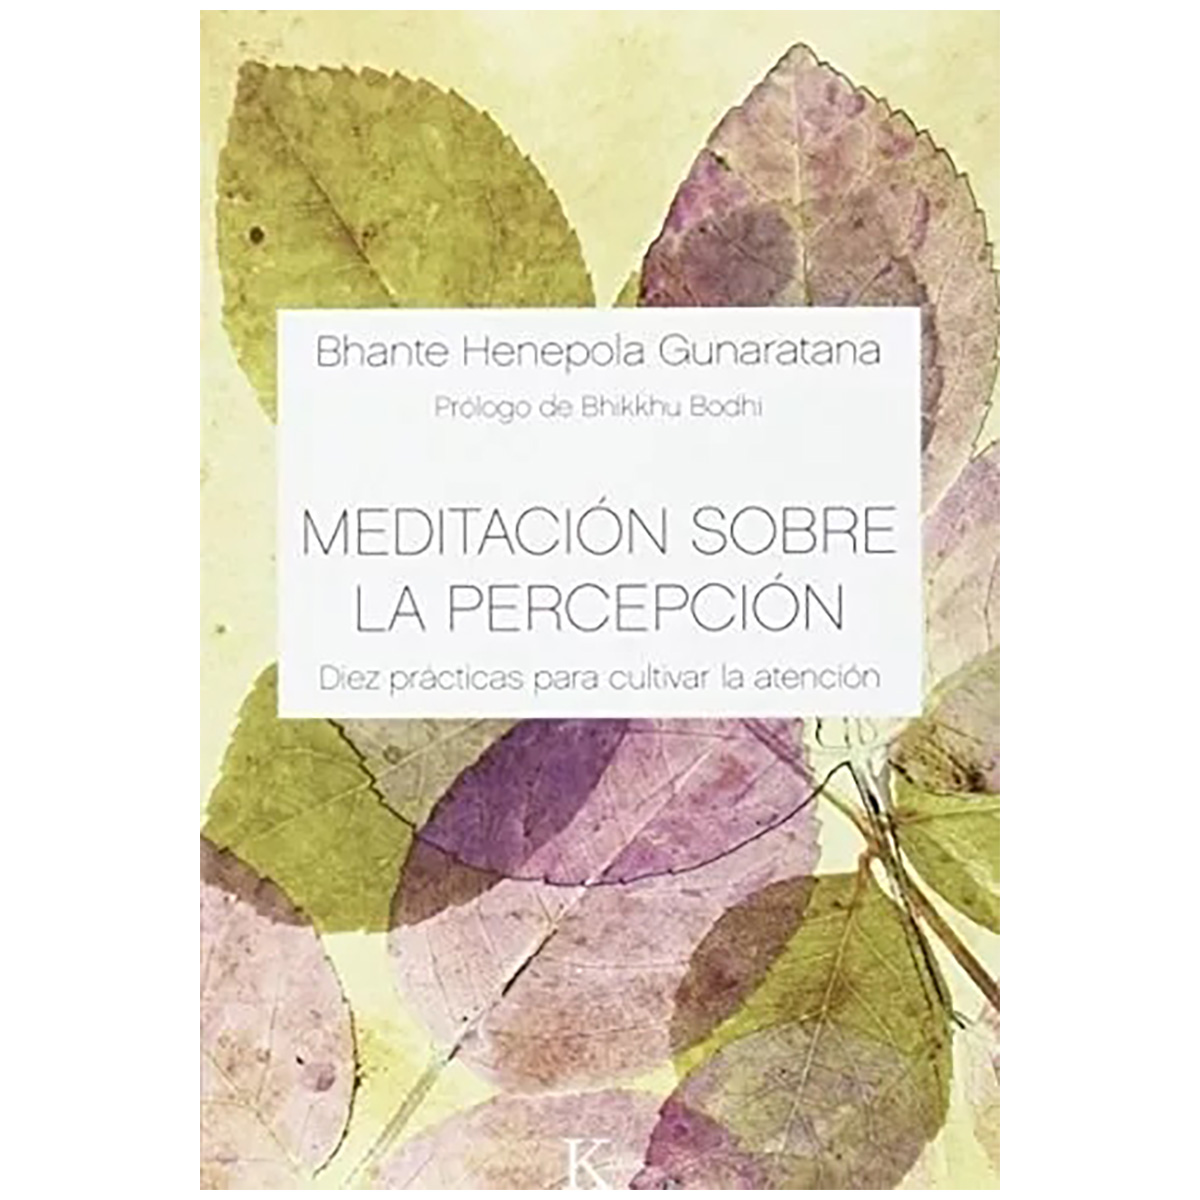 Bhante Henepola Gunaratana
Prólogo de Bhikkhu Bodhi
MEDITACIÓN SOBRE
LA PERCEPCIÓN
Diez prácticas para cultivar la atención
K